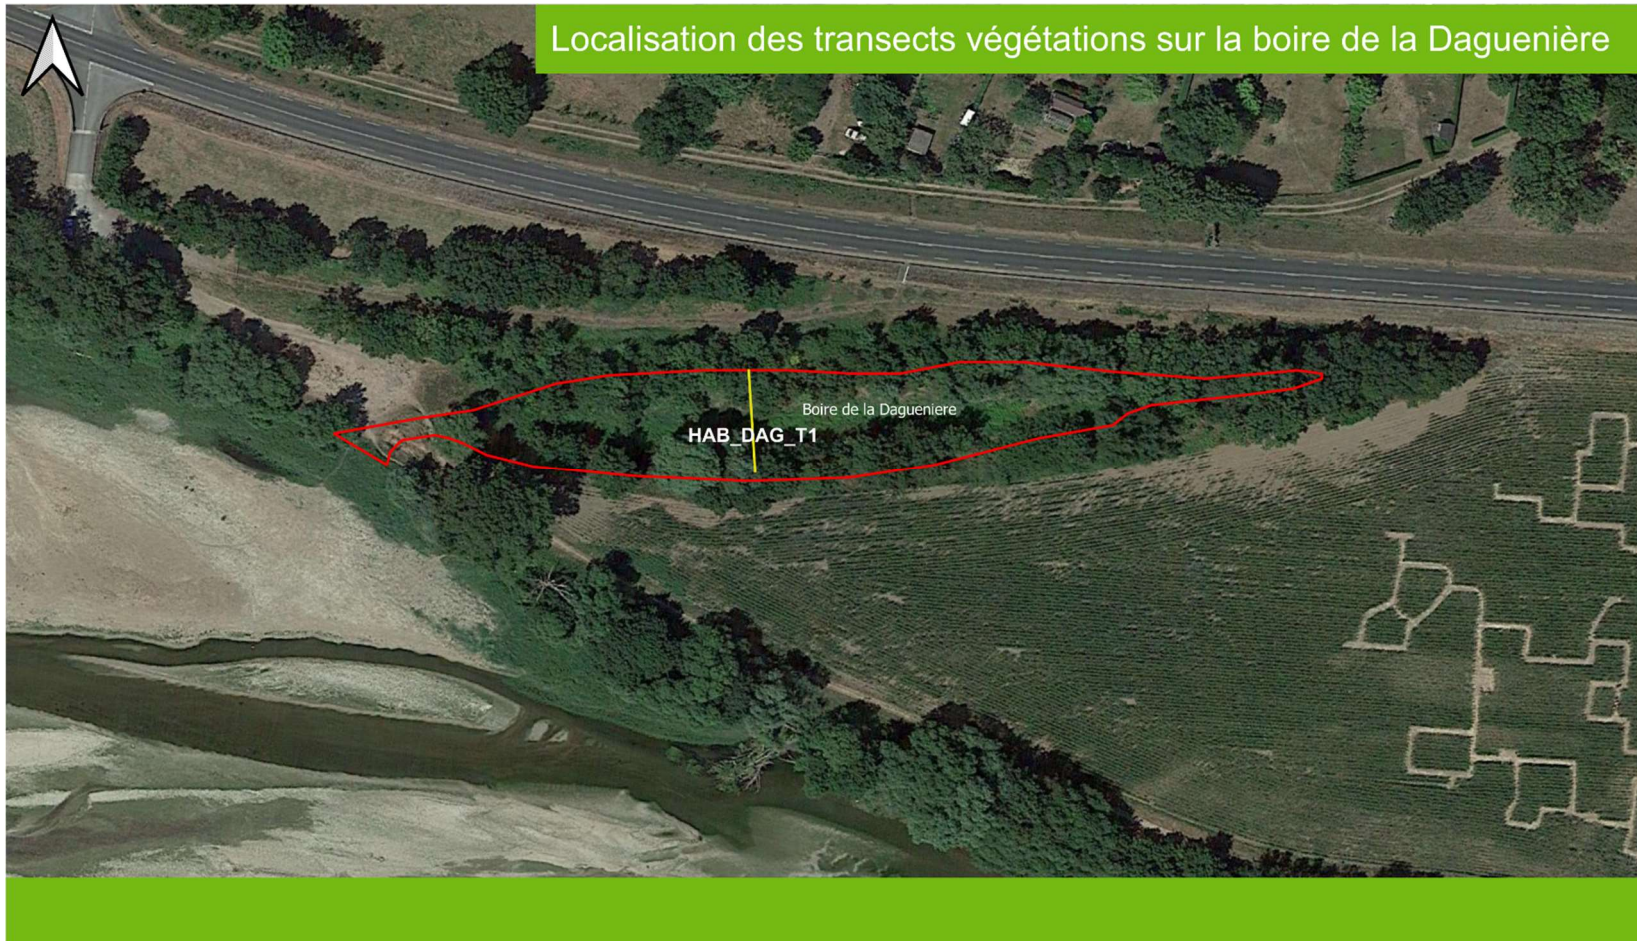 Localisation des transects végétations sur la boire de la Daguenière
Boire de la Dagueniere
HAB_DAG_T1